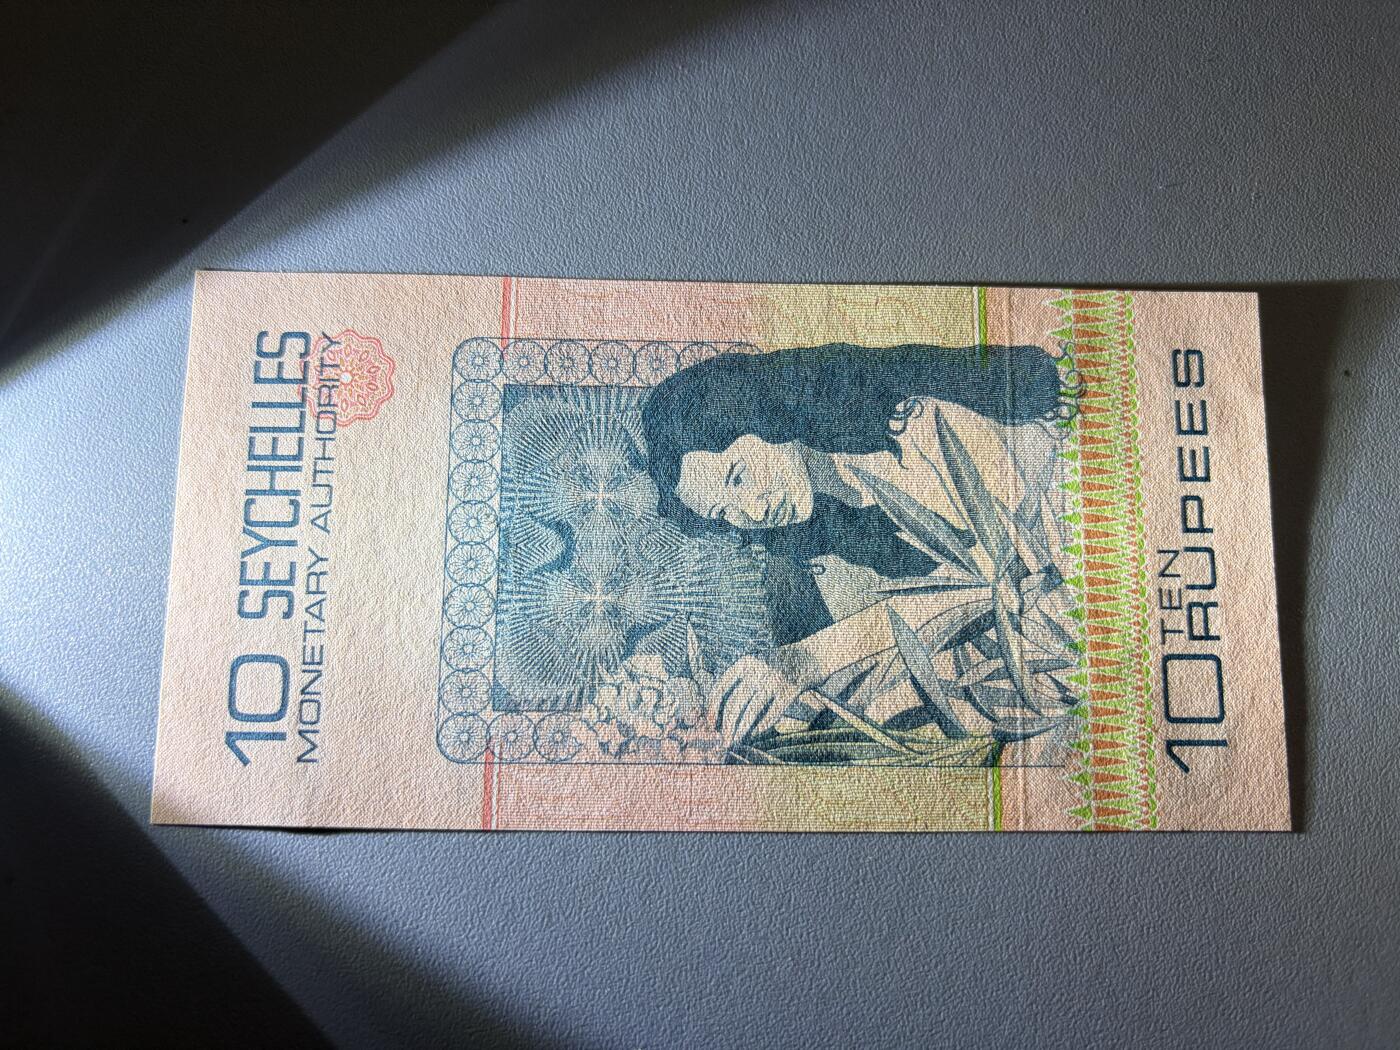 10 SEYCHELLES
MONETARY AUTHORITY
TEN
10 RUPEES